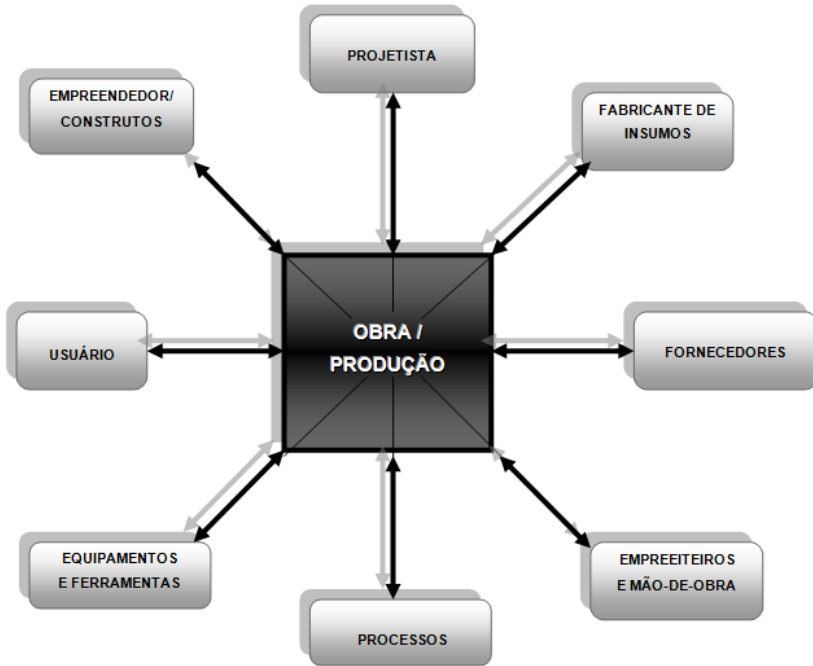 PROJETISTA
EMPREENDEDOR/
CONSTRUTOS
FABRICANTE DE
INSUMOS
OBRA /
PRODUÇÃO
USUÁRIO
FORNECEDORES
EQUIPAMENTOS
E FERRAMENTAS
EMPREEITEIROS
E MÃO-DE-OBRA
PROCESSOS